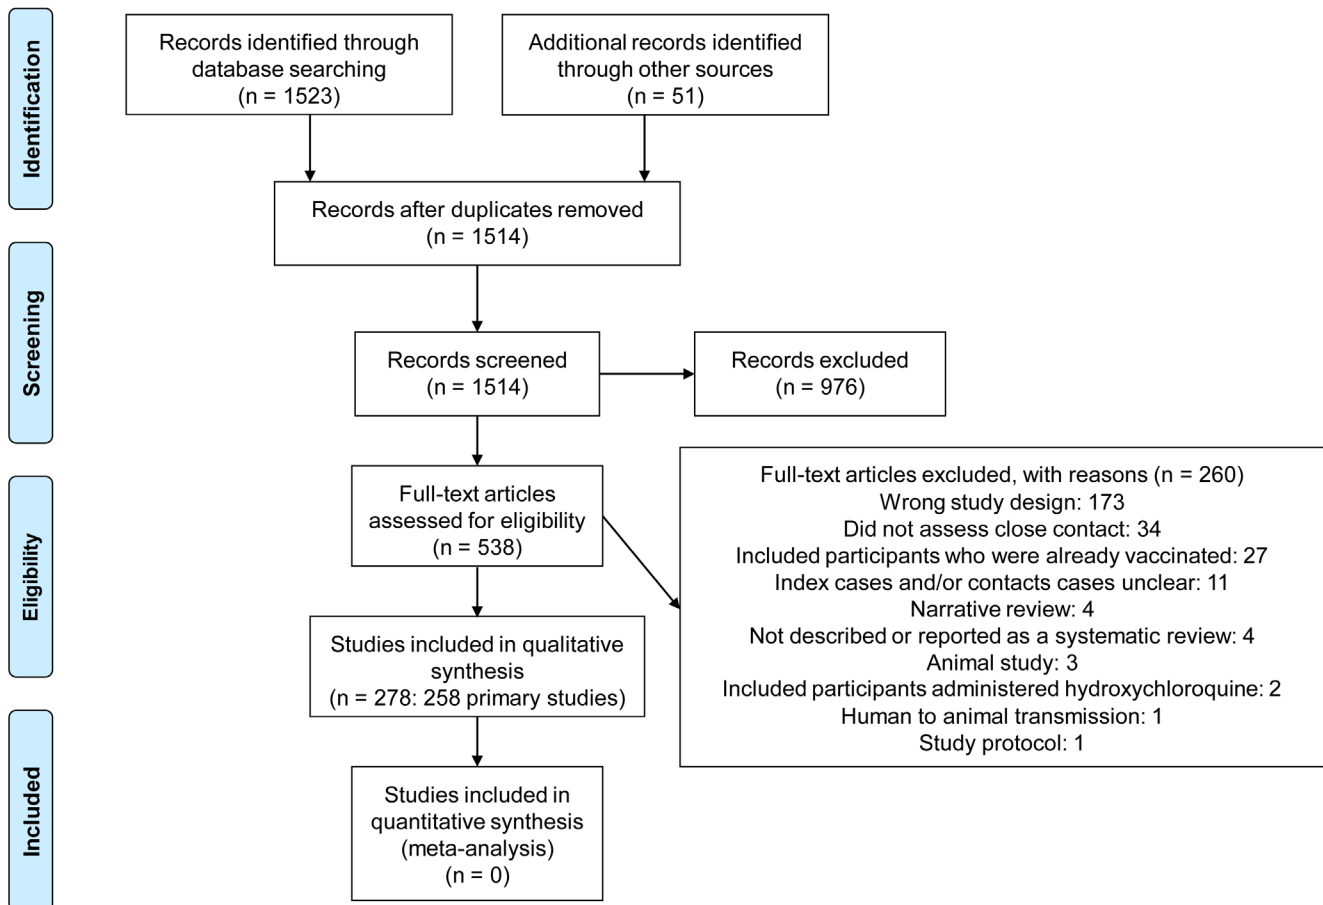 Identification
Records identified through
database searching
(n = 1523)
Additional records identified
through other sources
(n = 51)
Records after duplicates removed
(n = 1514)
Screening
Records screened
(n = 1514)
Records excluded
(n = 976)
Eligibility
Full-text articles
assessed for eligibility
(n = 538)
Full-text articles excluded, with reasons (n = 260)
Wrong study design: 173
Did not assess close contact: 34
Included participants who were already vaccinated: 27
Index cases and/or contacts cases unclear: 11
Narrative review: 4
Not described or reported as a systematic review: 4
Animal study: 3
Included participants administered hydroxychloroquine: 2
Human to animal transmission: 1
Study protocol: 1
Studies included in qualitative
synthesis
(n = 278: 258 primary studies)
Included
Studies included in
quantitative synthesis
(meta-analysis)
(n = 0)